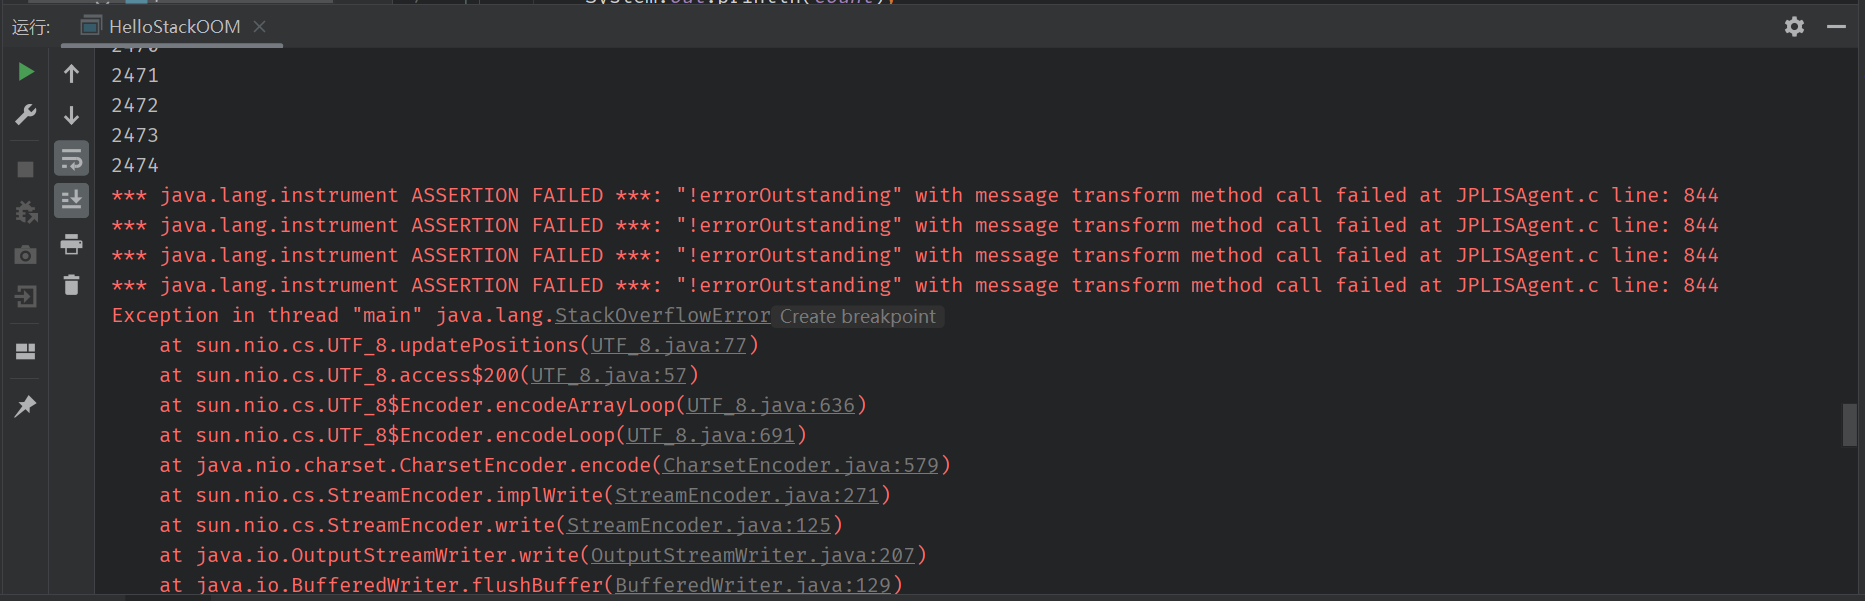 System.out.println(count);
运行:
HelloStackOOM
2470
2471
2472
2473
2474
*** java.lang.instrument ASSERTION FAILED ***: "!errorOutstanding" with message transform method call failed at JPLISAgent.c line: 844
*** java.lang.instrument ASSERTION FAILED ***: "!errorOutstanding" with message transform method call failed at JPLISAgent.c line: 844
*** java.lang.instrument ASSERTION FAILED ***: "!errorOutstanding" with message transform method call failed at JPLISAgent.c line: 844
*** java.lang.instrument ASSERTION FAILED ***: "!errorOutstanding" with message transform method call failed at JPLISAgent.c line: 844
Exception in thread "main" java.lang.StackOverflowError Create breakpoint
at sun.nio.cs.UTF_8.updatePositions(UTF_8.java:77)
at sun.nio.cs.UTF_8.access$200(UTF_8.java:57)
at sun.nio.cs.UTF_8$Encoder.encodeArrayLoop(UTF_8.java:636)
at sun.nio.cs.UTF_8$Encoder.encodeLoop(UTF_8.java:691)
at java.nio.charset.CharsetEncoder.encode(CharsetEncoder.java:579)
at sun.nio.cs.StreamEncoder.implWrite(StreamEncoder.java:271)
at sun.nio.cs.StreamEncoder.write(StreamEncoder.java:125)
at java.io.OutputStreamWriter.write(OutputStreamWriter.java:207)
at java.io.BufferedWriter.flushBuffer(BufferedWriter.java:129)